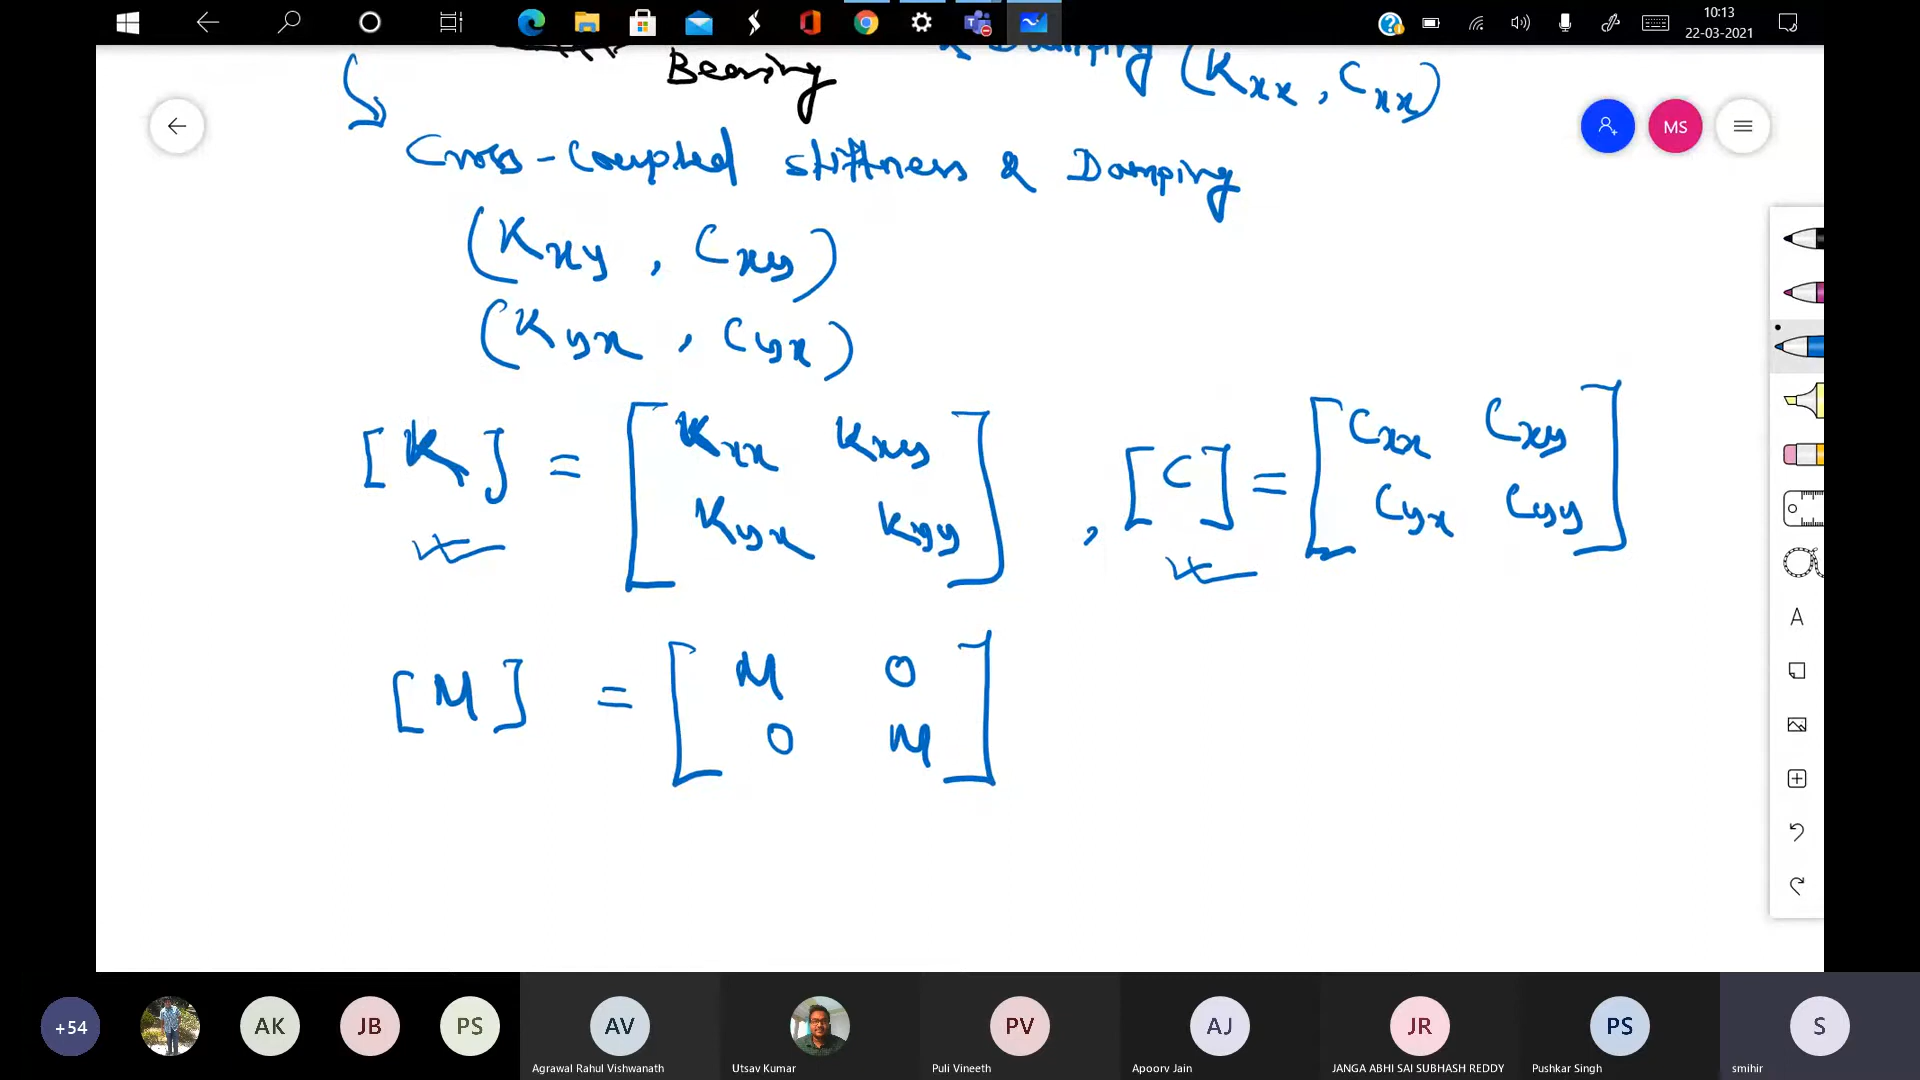 10:13
22-03-2021
Bearing
& Damping (Kxx, Cxx)
MS
Cross-Coupled stiffness & Damping
(Kxy, Cxy)
(Kyx, Cyx)
[K] = [Kxx Kxy
Kyx Kyy]
, [C] = [Cxx Cxy
Cyx Cyy]
[M] = [M 0
0 M]
A
+54
AK
JB
PS
AV
PV
AJ
JR
PS
S
Agrawal Rahul Vishwanath
Utsav Kumar
Puli Vineeth
Apoorv Jain
JANGA ABHI SAI SUBHASH REDDY
Pushkar Singh
smihir